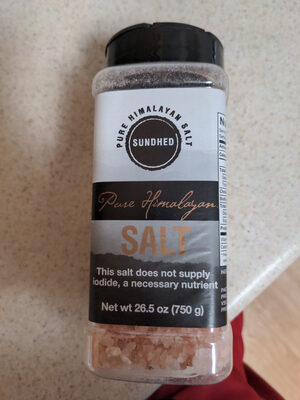 PURE HIMALAYAN SALT
SUNDHED
Pure Himalayan
SALT
This salt does not supply
iodide, a necessary nutrient
Net wt 26.5 oz (750 g)